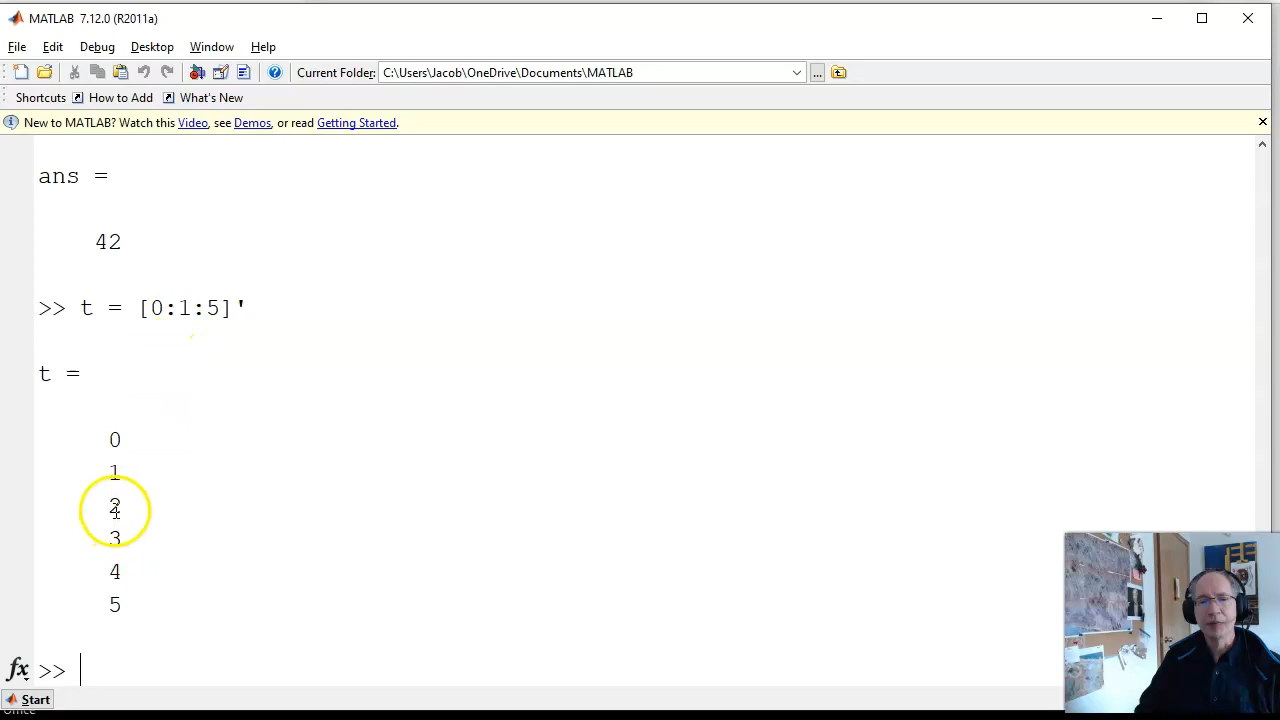 MATLAB 7.12.0 (R2011a)
File Edit Debug Desktop Window Help
Current Folder: C:\Users\Jacob\OneDrive\Documents\MATLAB ...
Shortcuts How to Add What's New
New to MATLAB? Watch this Video, see Demos, or read Getting Started.
ans =
42
>> t = [0:1:5]'
t =
0
1
2
3
4
5
fx >>
Start
Office